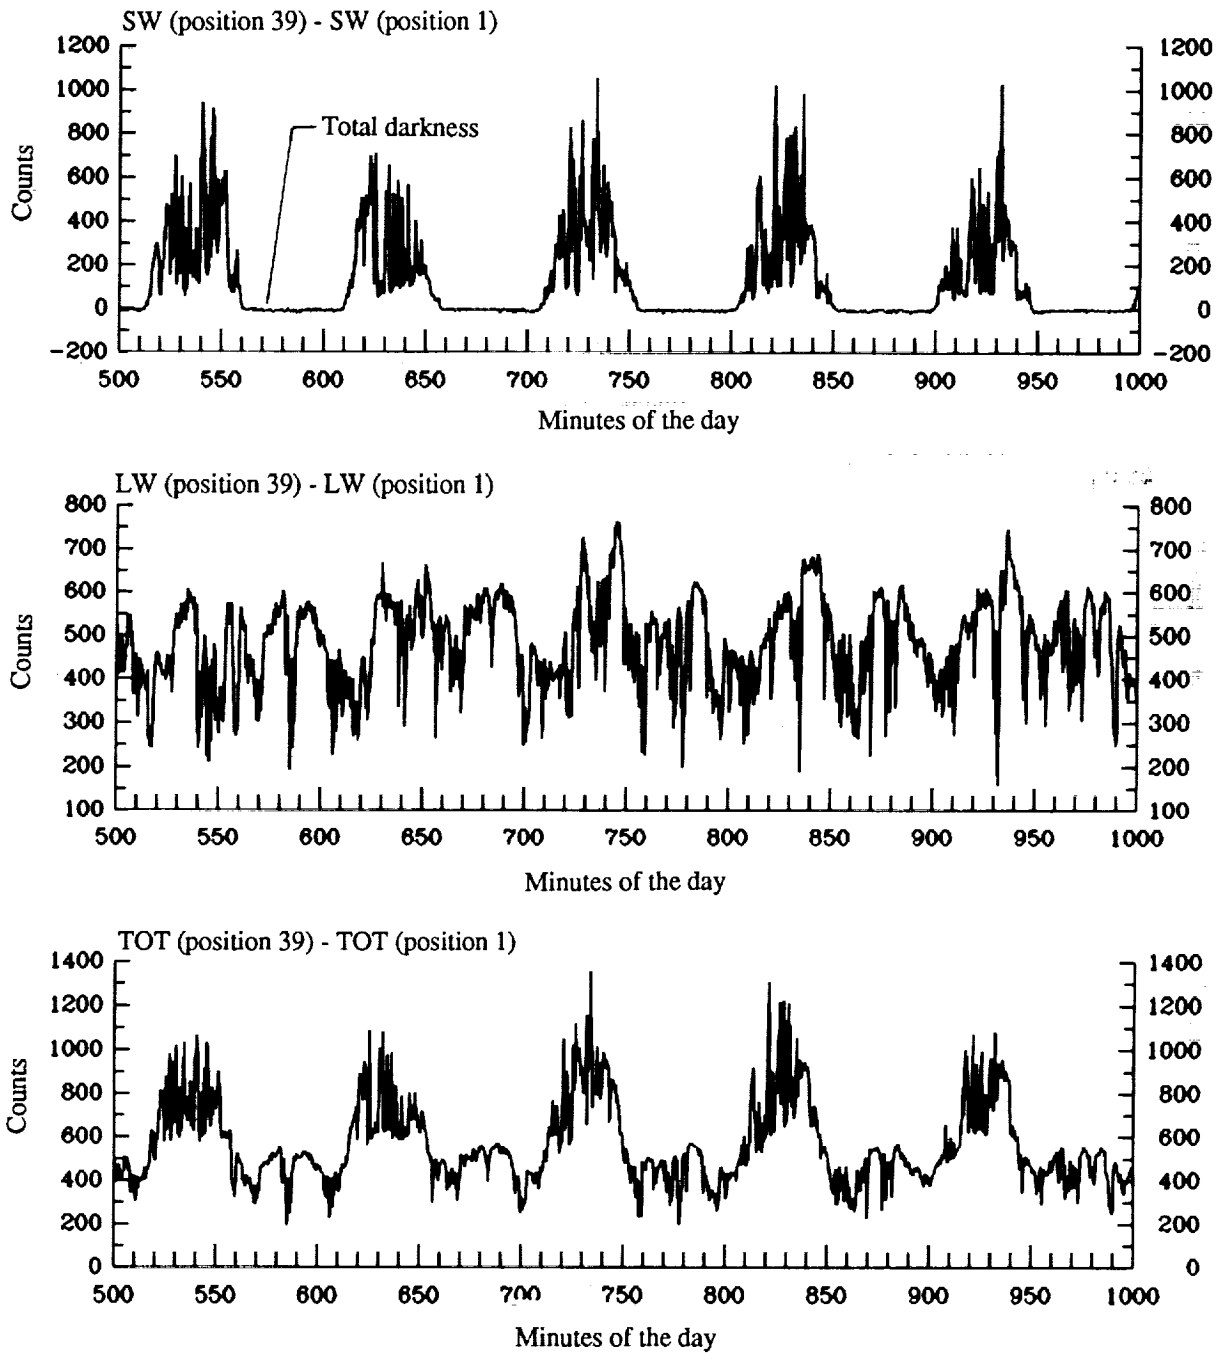 SW (position 39) - SW (position 1)
1200 1200
1000 1000
800 800
600 600
400 400
200 200
0 0
−200 −200
Total darkness
Counts
500 550 600 650 700 750 800 850 900 950 1000
Minutes of the day
LW (position 39) - LW (position 1)
800 800
700 700
600 600
500 500
400 400
300 300
200 200
100 100
Counts
500 550 600 650 700 750 800 850 900 950 1000
Minutes of the day
TOT (position 39) - TOT (position 1)
1400 1400
1200 1200
1000 1000
800 800
600 600
400 400
200 200
0 0
Counts
500 550 600 650 700 750 800 850 900 950 1000
Minutes of the day